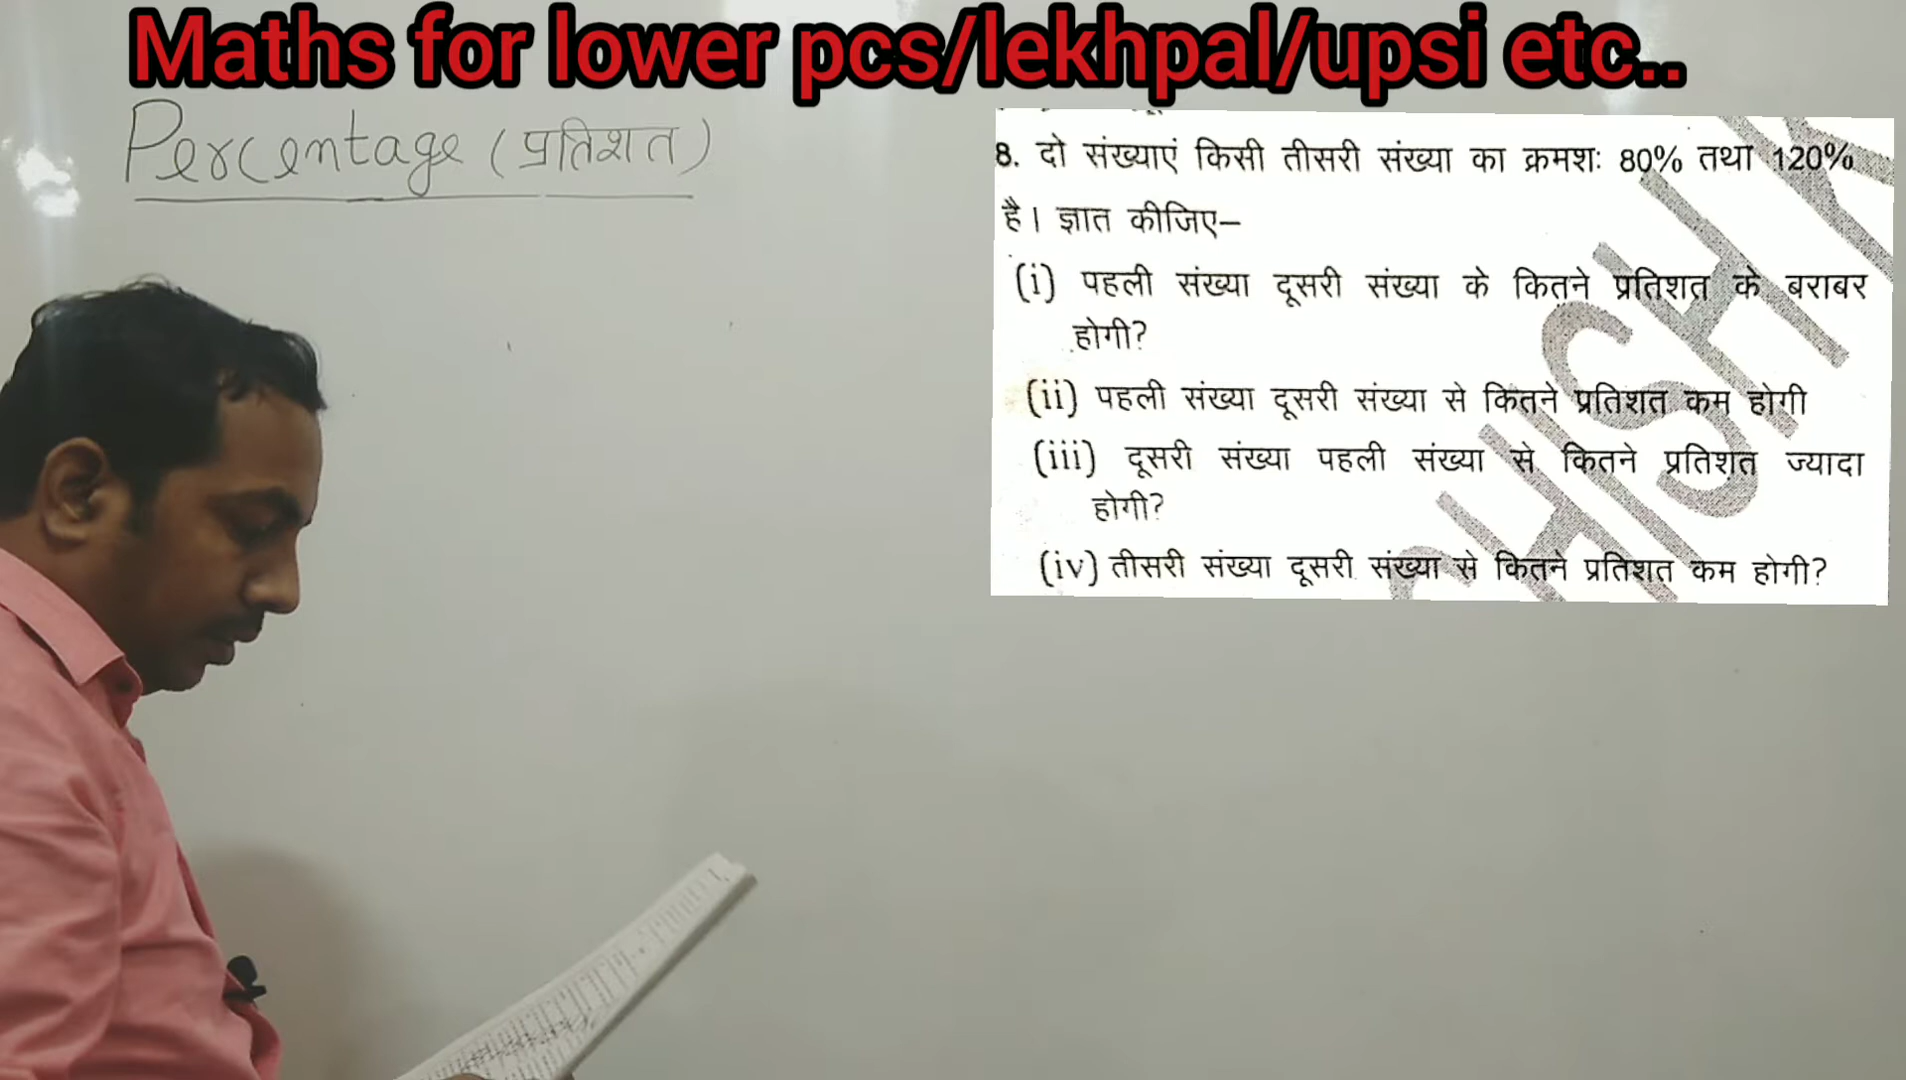 Maths for lower pcs/lekhpal/upsi etc..
Percentage (प्रतिशत)
8. दो संख्याएं किसी तीसरी संख्या का क्रमशः 80% तथा 120%
है। ज्ञात कीजिए–
(i) पहली संख्या दूसरी संख्या के कितने प्रतिशत के बराबर
होगी?
(ii) पहली संख्या दूसरी संख्या से कितने प्रतिशत कम होगी
(iii) दूसरी संख्या पहली संख्या से कितने प्रतिशत ज्यादा
होगी?
(iv) तीसरी संख्या दूसरी संख्या से कितने प्रतिशत कम होगी?